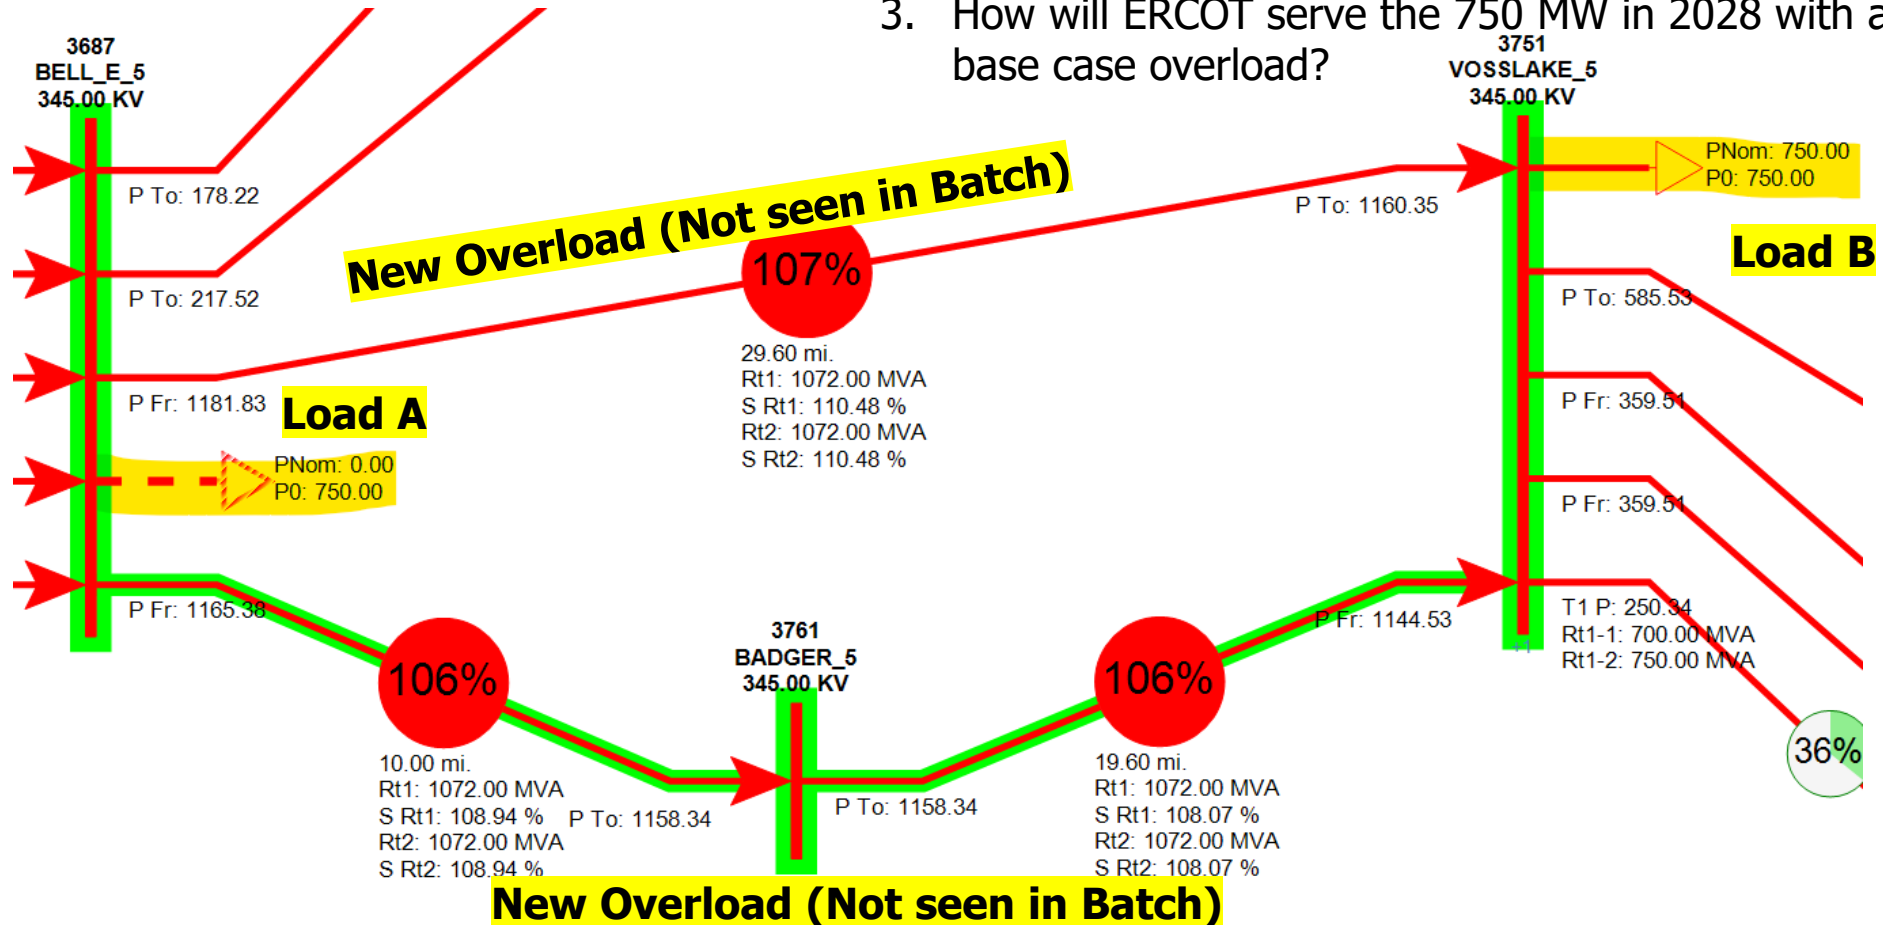 3. How will ERCOT serve the 750 MW in 2028 with a
base case overload?
3687
BELL_E_5
345.00 KV
3751
VOSSLAKE_5
345.00 KV
P To: 178.22
P To: 217.52
P Fr: 1181.83
Load A
PNom: 0.00
P0: 750.00
P Fr: 1165.38
New Overload (Not seen in Batch)
107%
29.60 mi.
Rt1: 1072.00 MVA
S Rt1: 110.48 %
Rt2: 1072.00 MVA
S Rt2: 110.48 %
P To: 1160.35
PNom: 750.00
P0: 750.00
Load B
P To: 585.53
P Fr: 359.51
P Fr: 359.51
T1 P: 250.34
Rt1-1: 700.00 MVA
Rt1-2: 750.00 MVA
+1
36%
106%
10.00 mi.
Rt1: 1072.00 MVA
S Rt1: 108.94 %
Rt2: 1072.00 MVA
S Rt2: 108.94 %
P To: 1158.34
3761
BADGER_5
345.00 KV
P To: 1158.34
106%
19.60 mi.
Rt1: 1072.00 MVA
S Rt1: 108.07 %
Rt2: 1072.00 MVA
S Rt2: 108.07 %
P Fr: 1144.53
New Overload (Not seen in Batch)